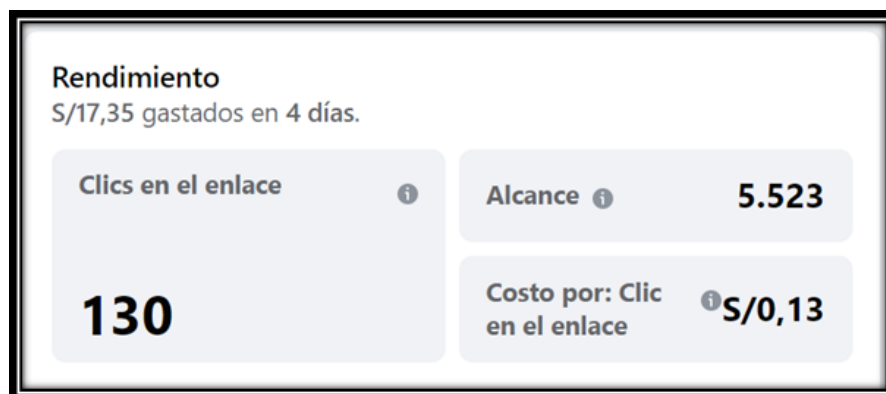 Rendimiento
S/17,35 gastados en 4 días.
Clics en el enlace
130
Alcance
5.523
Costo por: Clic
en el enlace
S/0,13